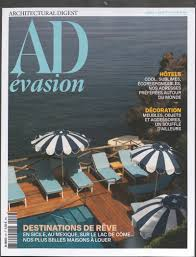 ARCHITECTURAL DIGEST
AD
évasion
HÔTELS
COOL, SUBLIMES,
ÉCORESPONSABLES,
NOS ADRESSES
PRÉFÉRÉES AUTOUR
DU MONDE
DÉCORATION
MEUBLES, OBJETS
ET ACCESSOIRES,
UN SOUFFLE
D'AILLEURS
DESTINATIONS DE RÊVE
EN SICILE, AU MEXIQUE, SUR LE LAC DE CÔME...
NOS PLUS BELLES MAISONS À LOUER